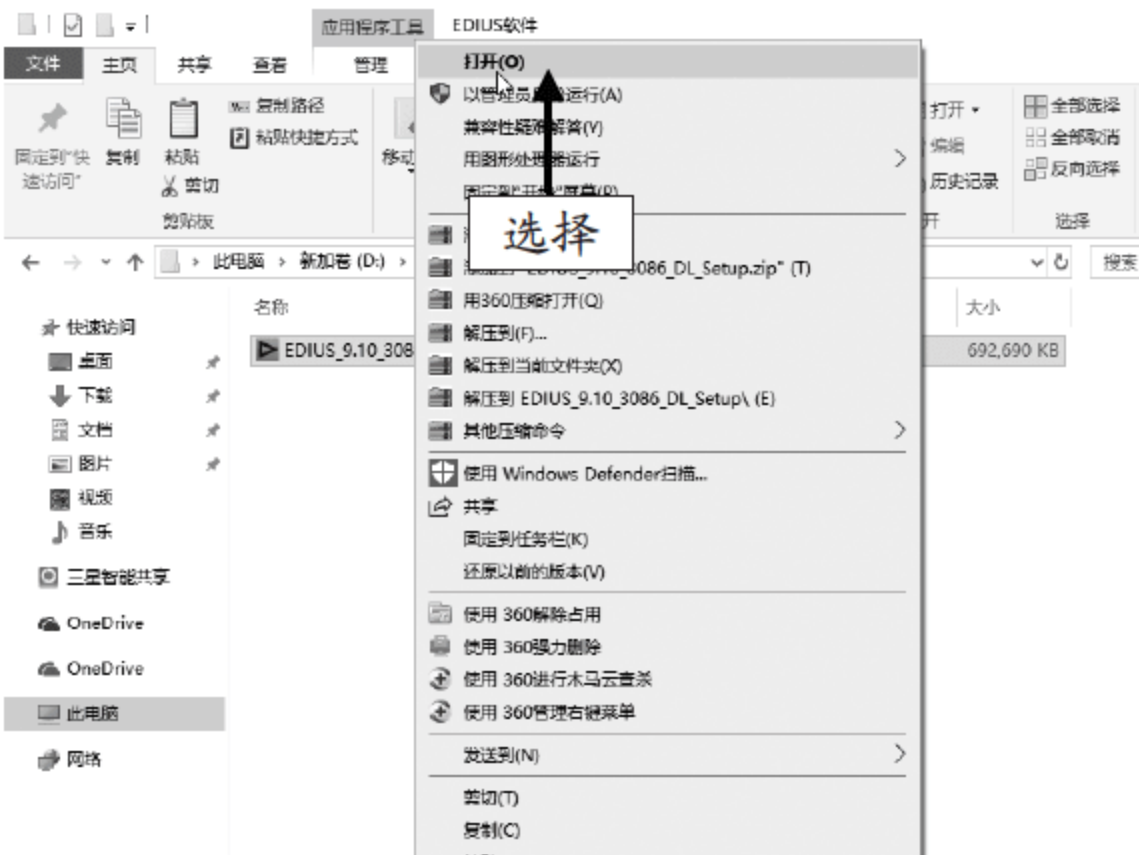 应用程序工具 EDIUS软件
文件 主页 共享 查看 管理
固定到"快速访问"
复制
粘贴
复制路径
粘贴快捷方式
剪切
剪贴板
移动
打开
编辑
历史记录
开
全部选择
全部取消
反向选择
选择
此电脑 新加卷 (D:)
搜索
名称
大小
EDIUS_9.10_308
692,690 KB
快速访问
桌面
下载
文档
图片
视频
音乐
三星智能共享
OneDrive
OneDrive
此电脑
网络
打开(O)
以管理员 运行(A)
兼容性疑难解答(Y)
用图形处理器运行
固定到"开始"屏幕(P)
选择
EDIUS_9.10_3086_DL_Setup.zip" (T)
用360压缩打开(Q)
解压到(F)...
解压到当前文件夹(X)
解压到 EDIUS_9.10_3086_DL_Setup\ (E)
其他压缩命令
使用 Windows Defender扫描...
共享
固定到任务栏(K)
还原以前的版本(V)
使用 360解除占用
使用 360强力删除
使用 360进行木马云查杀
使用 360管理右键菜单
发送到(N)
剪切(T)
复制(C)